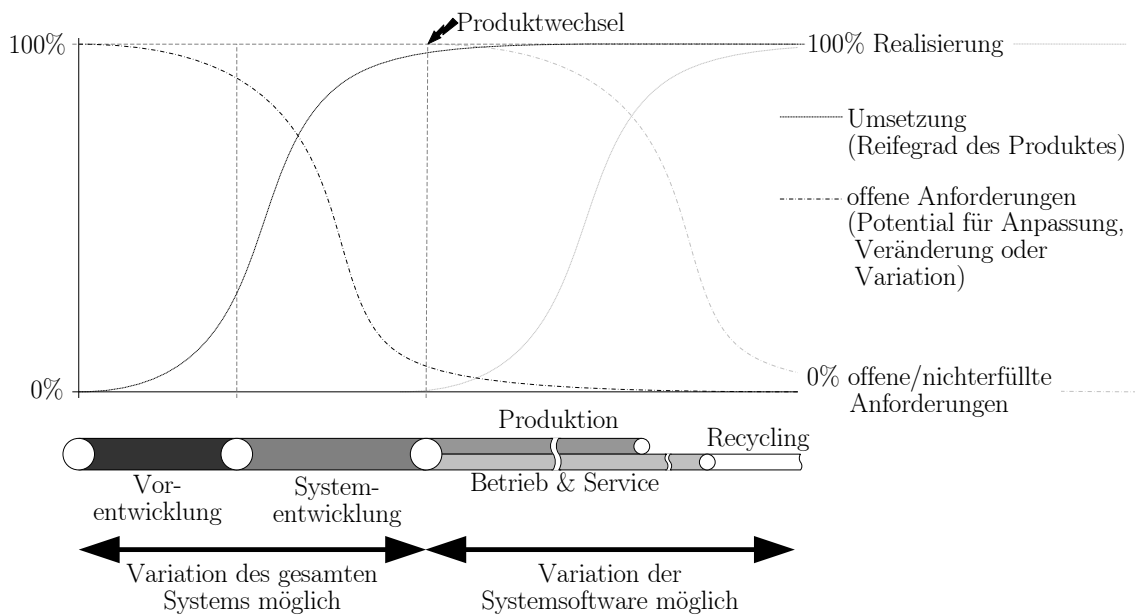 Produktwechsel
100%
100% Realisierung
Umsetzung
(Reifegrad des Produktes)
offene Anforderungen
(Potential für Anpassung,
Veränderung oder
Variation)
0%
0% offene/nichterfüllte
Anforderungen
Produktion
Recycling
Betrieb & Service
Vor-
entwicklung
System-
entwicklung
Variation des gesamten
Systems möglich
Variation der
Systemsoftware möglich